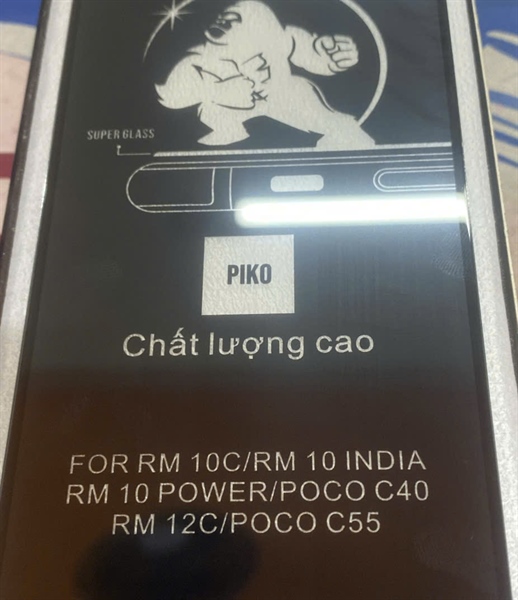 SUPER GLASS
PIKO
Chất lượng cao
FOR RM 10C/RM 10 INDIA
RM 10 POWER/POCO C40
RM 12C/POCO C55